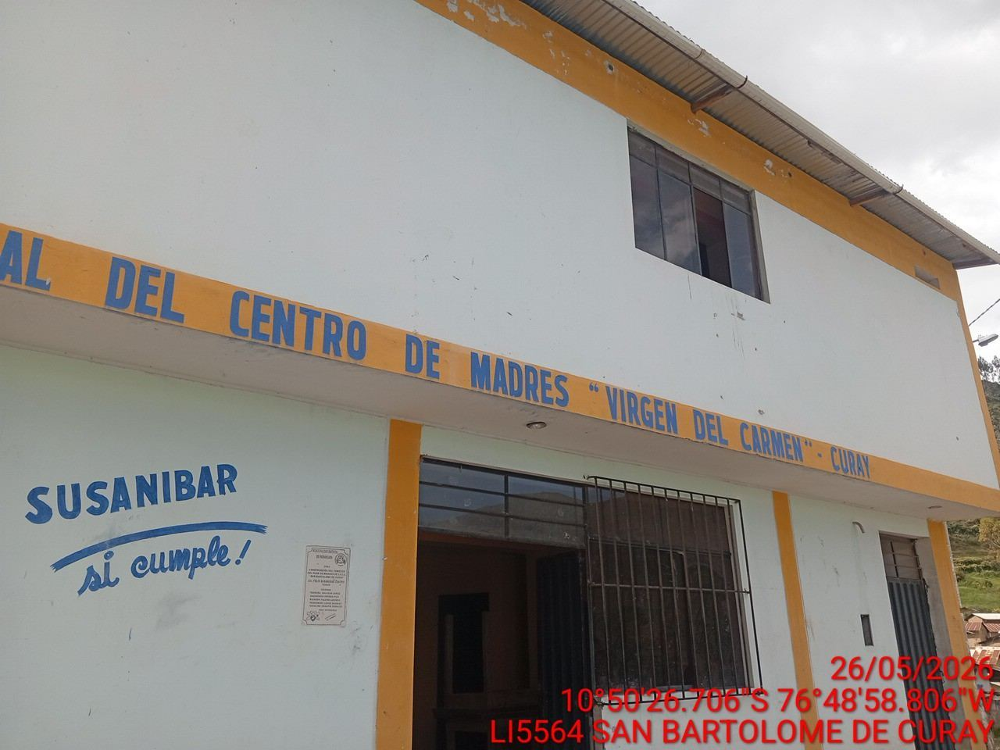 AL DEL CENTRO DE MADRES "VIRGEN DEL CARMEN" - CURAY
SUSANIBAR
si cumple!
26/05/2026
10°50'26.706"S 76°48'58.806"W
LI5564 SAN BARTOLOME DE CURAY